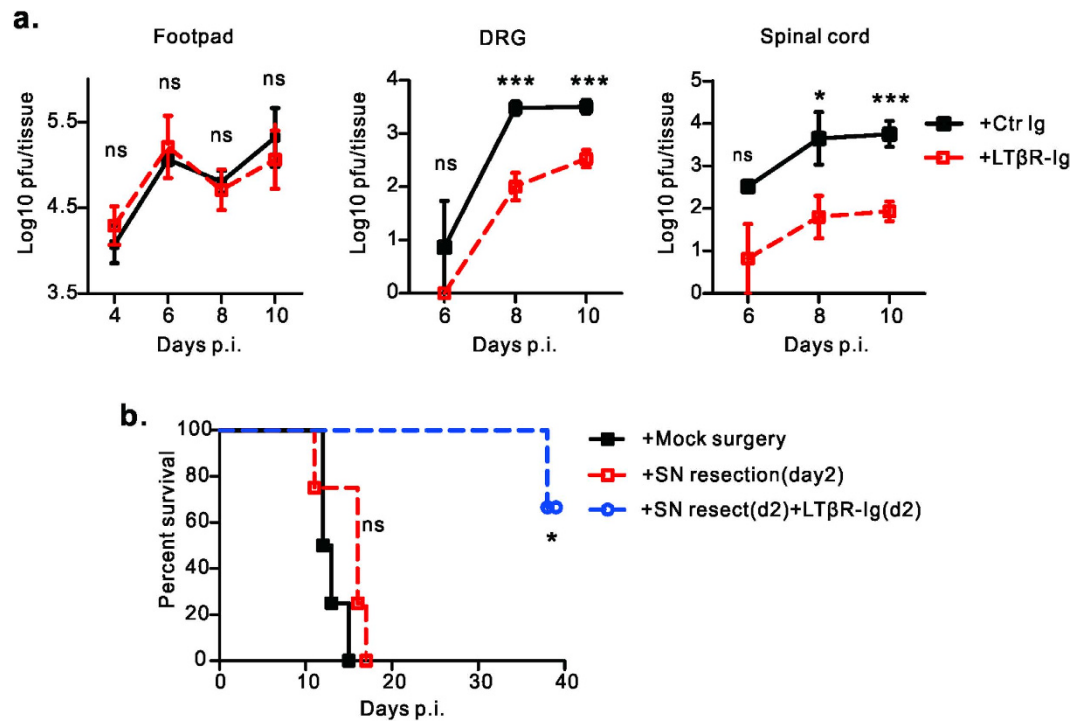 a.
Footpad
DRG
Spinal cord
Log10 pfu/tissue
5.5
4.5
3.5
ns
ns
ns
ns
4 6 8 10
Days p.i.
Log10 pfu/tissue
4
3
2
1
0
ns
***
***
6 8 10
Days p.i.
Log10 pfu/tissue
5
4
3
2
1
0
ns
*
***
6 8 10
Days p.i.
+Ctr Ig
+LTβR-Ig
b.
Percent survival
100
80
60
40
20
0
ns
*
0 10 20 30 40
Days p.i.
+Mock surgery
+SN resection(day2)
+SN resect(d2)+LTβR-Ig(d2)